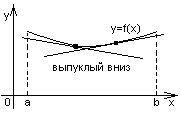 y
y=f(x)
выпуклый вниз
0 a b x